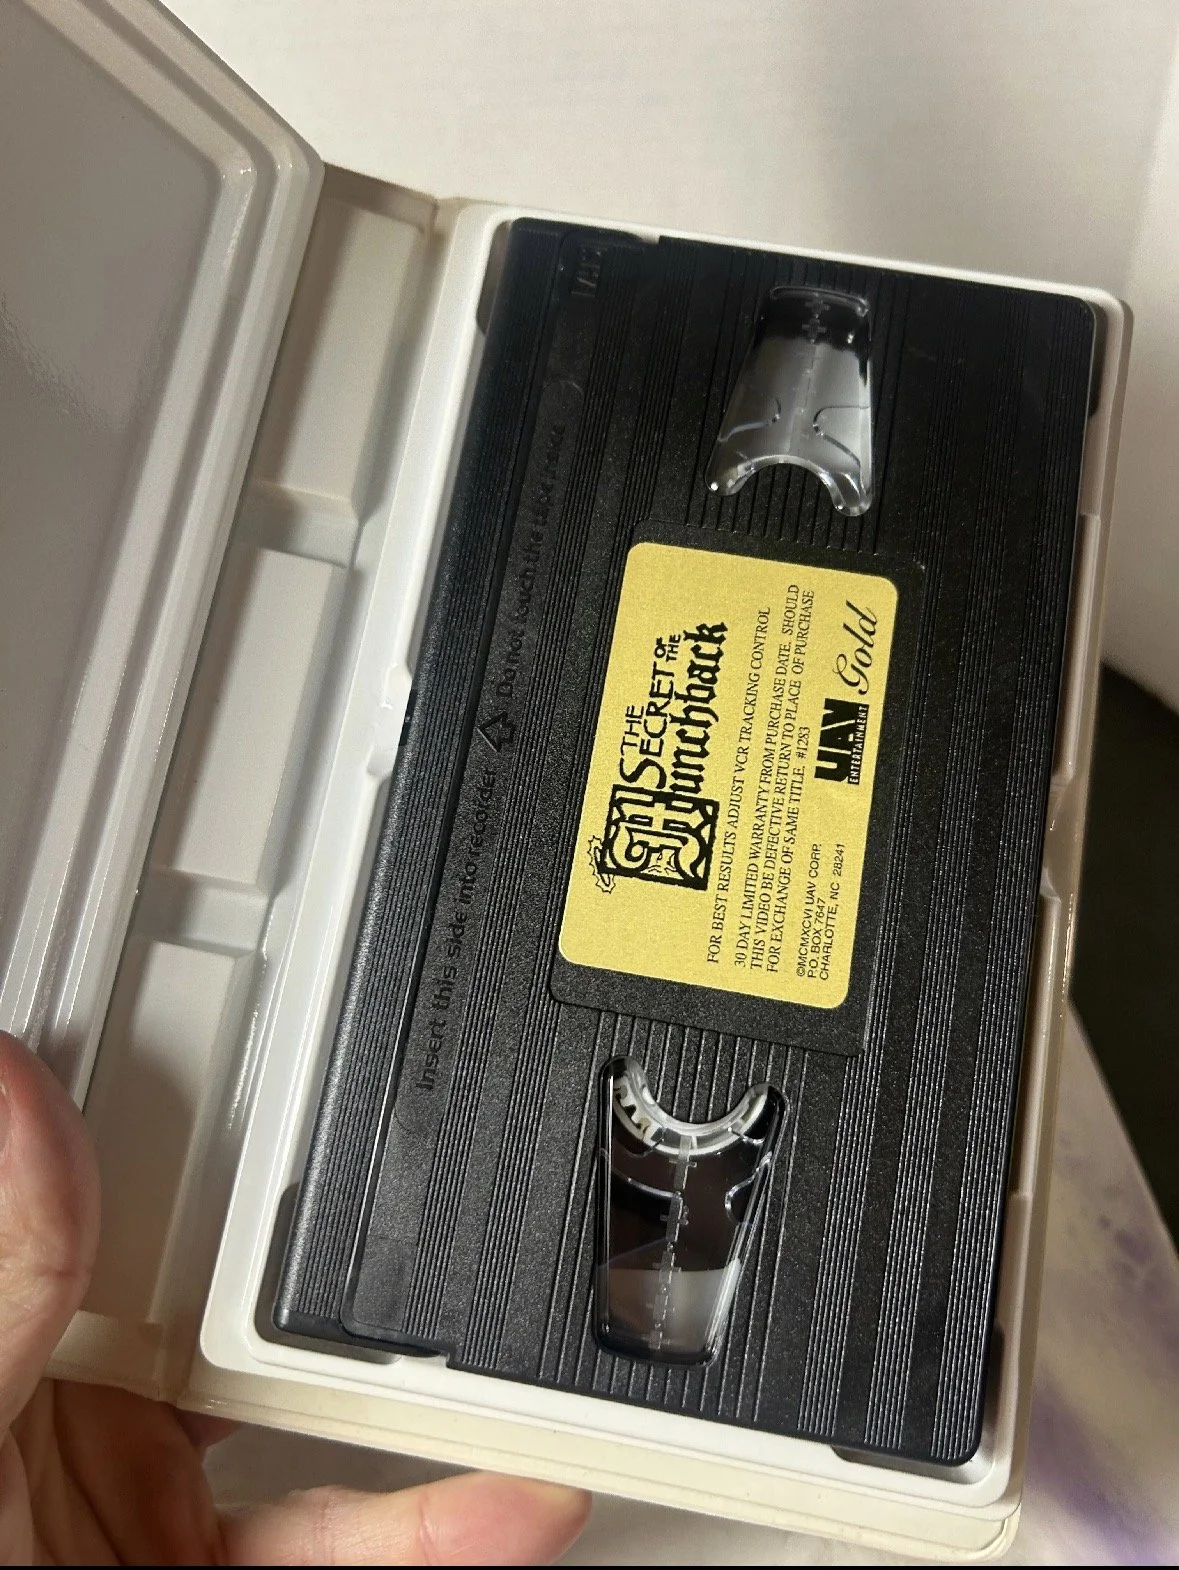 VHS
Insert this side into recorder Do not touch the tape inside
THE
SECRET OF THE
Hunchback
FOR BEST RESULTS ADJUST VCR TRACKING CONTROL
30 DAY LIMITED WARRANTY FROM PURCHASE DATE. SHOULD
THIS VIDEO BE DEFECTIVE RETURN TO PLACE OF PURCHASE
FOR EXCHANGE OF SAME TITLE. #1283
©MCMXCVI UAV CORP.
P.O. BOX 7647
CHARLOTTE, NC 28241
UAV
ENTERTAINMENT
Gold